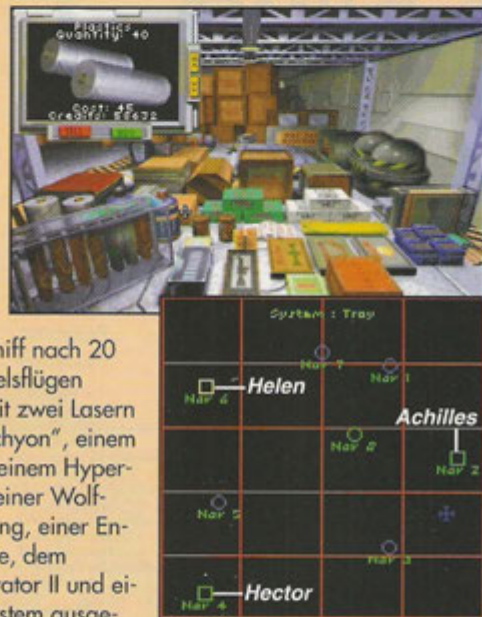 Plastics
Quantity: 40
Cost: 45
Credits: 55632
System : Troy
Nav 7
Nav 1
Nav 6
Helen
Achilles
Nav 8
Nav 2
Nav 5
Nav 3
Nav 4
Hector
hiff nach 20
elsflügen
it zwei Lasern
chyon", einem
einem Hyper-
einer Wolf-
ng, einer En-
e, dem
rator II und ei-
stem ausge-